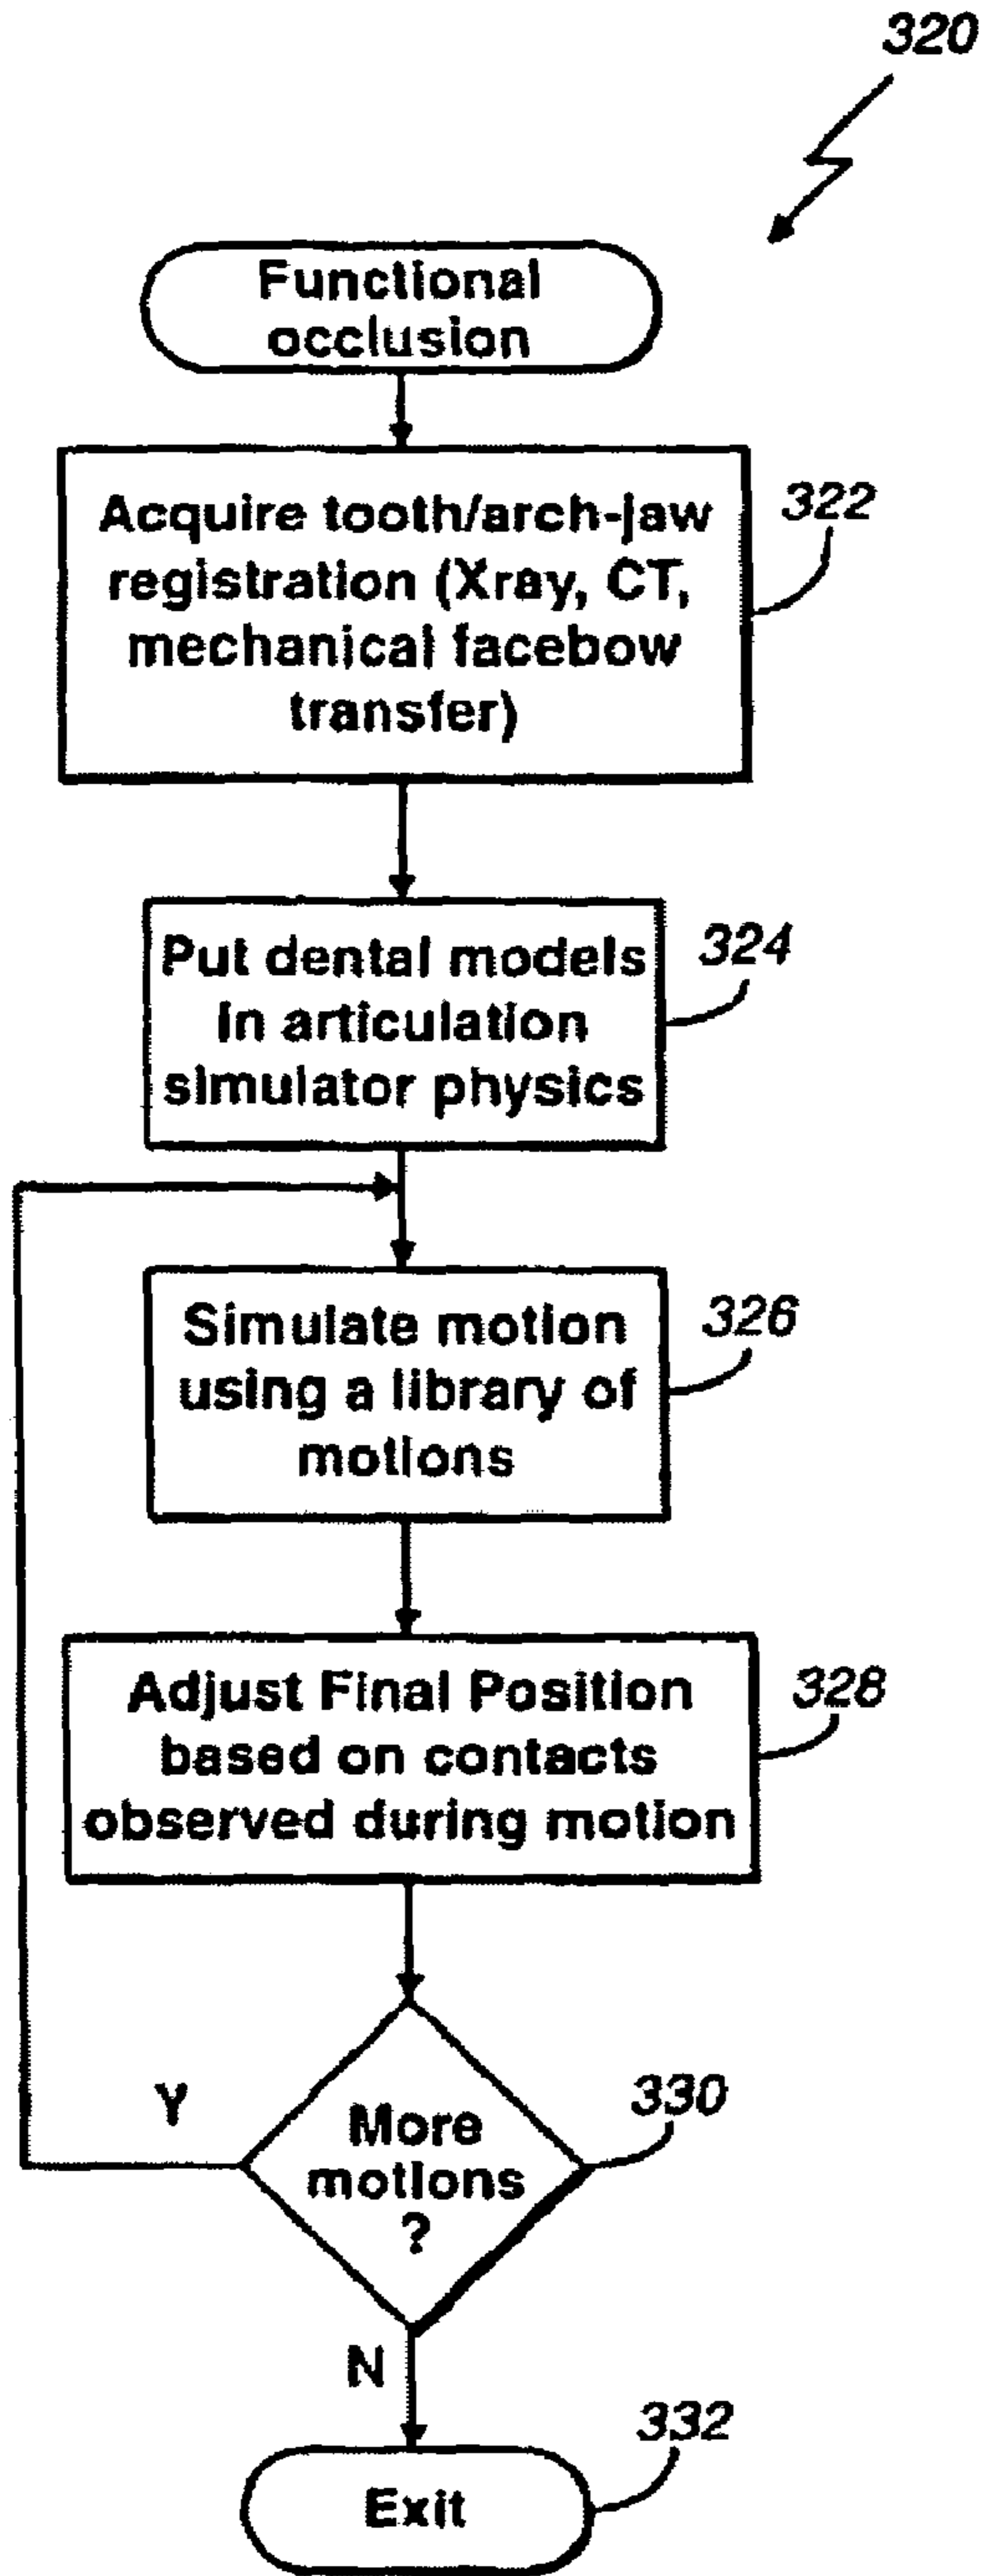 320
Functional
occlusion
Acquire tooth/arch-jaw
registration (Xray, CT,
mechanical facebow
transfer)
322
Put dental models
in articulation
simulator physics
324
Simulate motion
using a library of
motions
326
Adjust Final Position
based on contacts
observed during motion
328
More
motions
?
330
Y
N
Exit
332